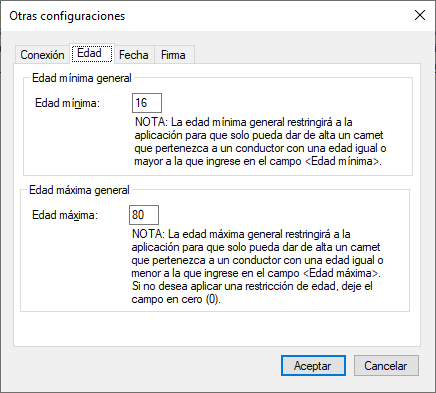 Otras configuraciones
Conexión Edad Fecha Firma
Edad mínima general
Edad mínima: 16
NOTA: La edad mínima general restringirá a la
aplicación para que solo pueda dar de alta un carnet
que pertenezca a un conductor con una edad igual o
mayor a la que ingrese en el campo <Edad mínima>.
Edad máxima general
Edad máxima: 80
NOTA: La edad máxima general restringirá a la
aplicación para que solo pueda dar de alta un carnet
que pertenezca a un conductor con una edad igual o
menor a la que ingrese en el campo <Edad máxima>.
Si no desea aplicar una restricción de edad, deje el
campo en cero (0).
Aceptar Cancelar